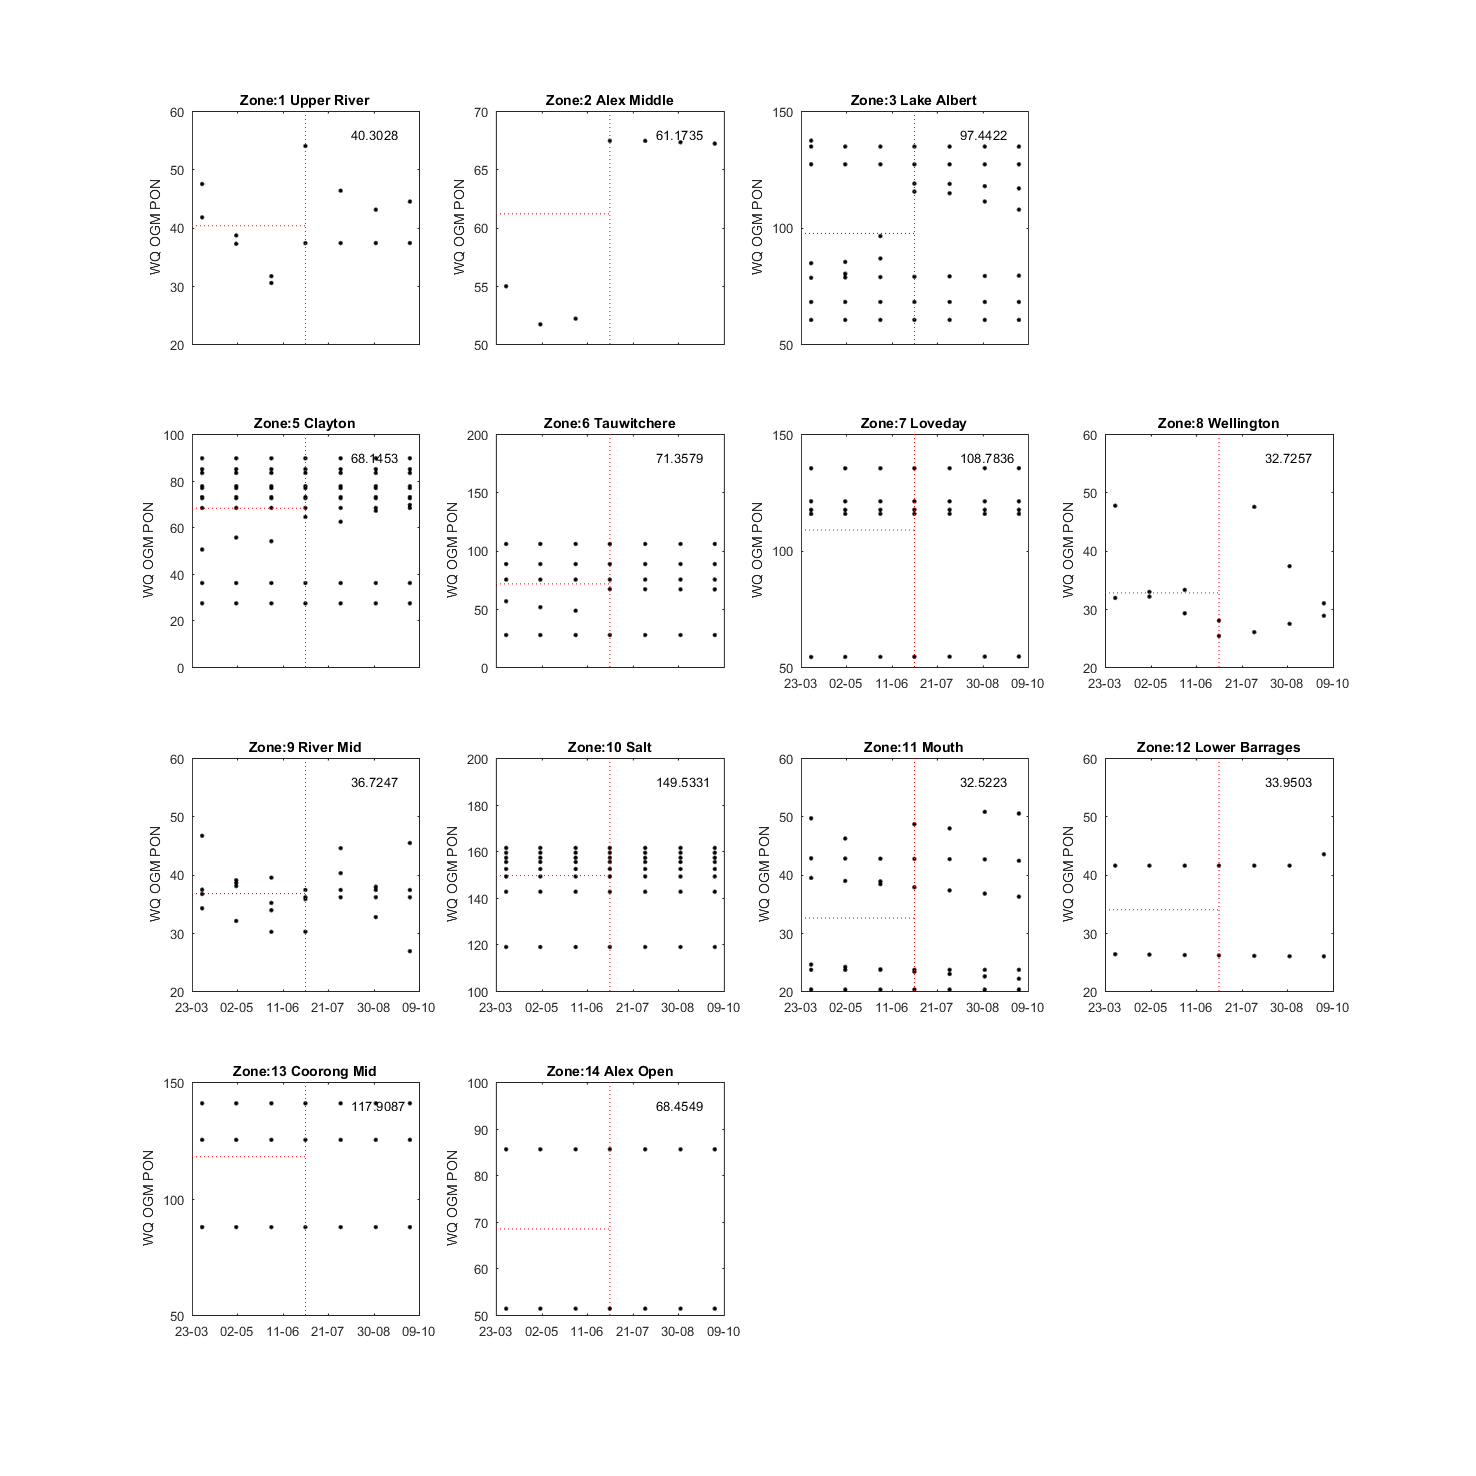 Zone:1 Upper River
60
50
40
30
20
WQ OGM PON
40.3028
Zone:2 Alex Middle
70
65
60
55
50
WQ OGM PON
61.1735
Zone:3 Lake Albert
150
100
50
WQ OGM PON
97.4422
Zone:5 Clayton
100
80
60
40
20
0
WQ OGM PON
68.1453
Zone:6 Tauwitchere
200
150
100
50
0
WQ OGM PON
71.3579
Zone:7 Loveday
150
100
50
WQ OGM PON
108.7836
23-03 02-05 11-06 21-07 30-08 09-10
Zone:8 Wellington
60
50
40
30
20
WQ OGM PON
32.7257
23-03 02-05 11-06 21-07 30-08 09-10
Zone:9 River Mid
60
50
40
30
20
WQ OGM PON
36.7247
23-03 02-05 11-06 21-07 30-08 09-10
Zone:10 Salt
200
180
160
140
120
100
WQ OGM PON
149.5331
23-03 02-05 11-06 21-07 30-08 09-10
Zone:11 Mouth
60
50
40
30
20
WQ OGM PON
32.5223
23-03 02-05 11-06 21-07 30-08 09-10
Zone:12 Lower Barrages
60
50
40
30
20
WQ OGM PON
33.9503
23-03 02-05 11-06 21-07 30-08 09-10
Zone:13 Coorong Mid
150
100
50
WQ OGM PON
117.9087
23-03 02-05 11-06 21-07 30-08 09-10
Zone:14 Alex Open
100
90
80
70
60
50
WQ OGM PON
68.4549
23-03 02-05 11-06 21-07 30-08 09-10